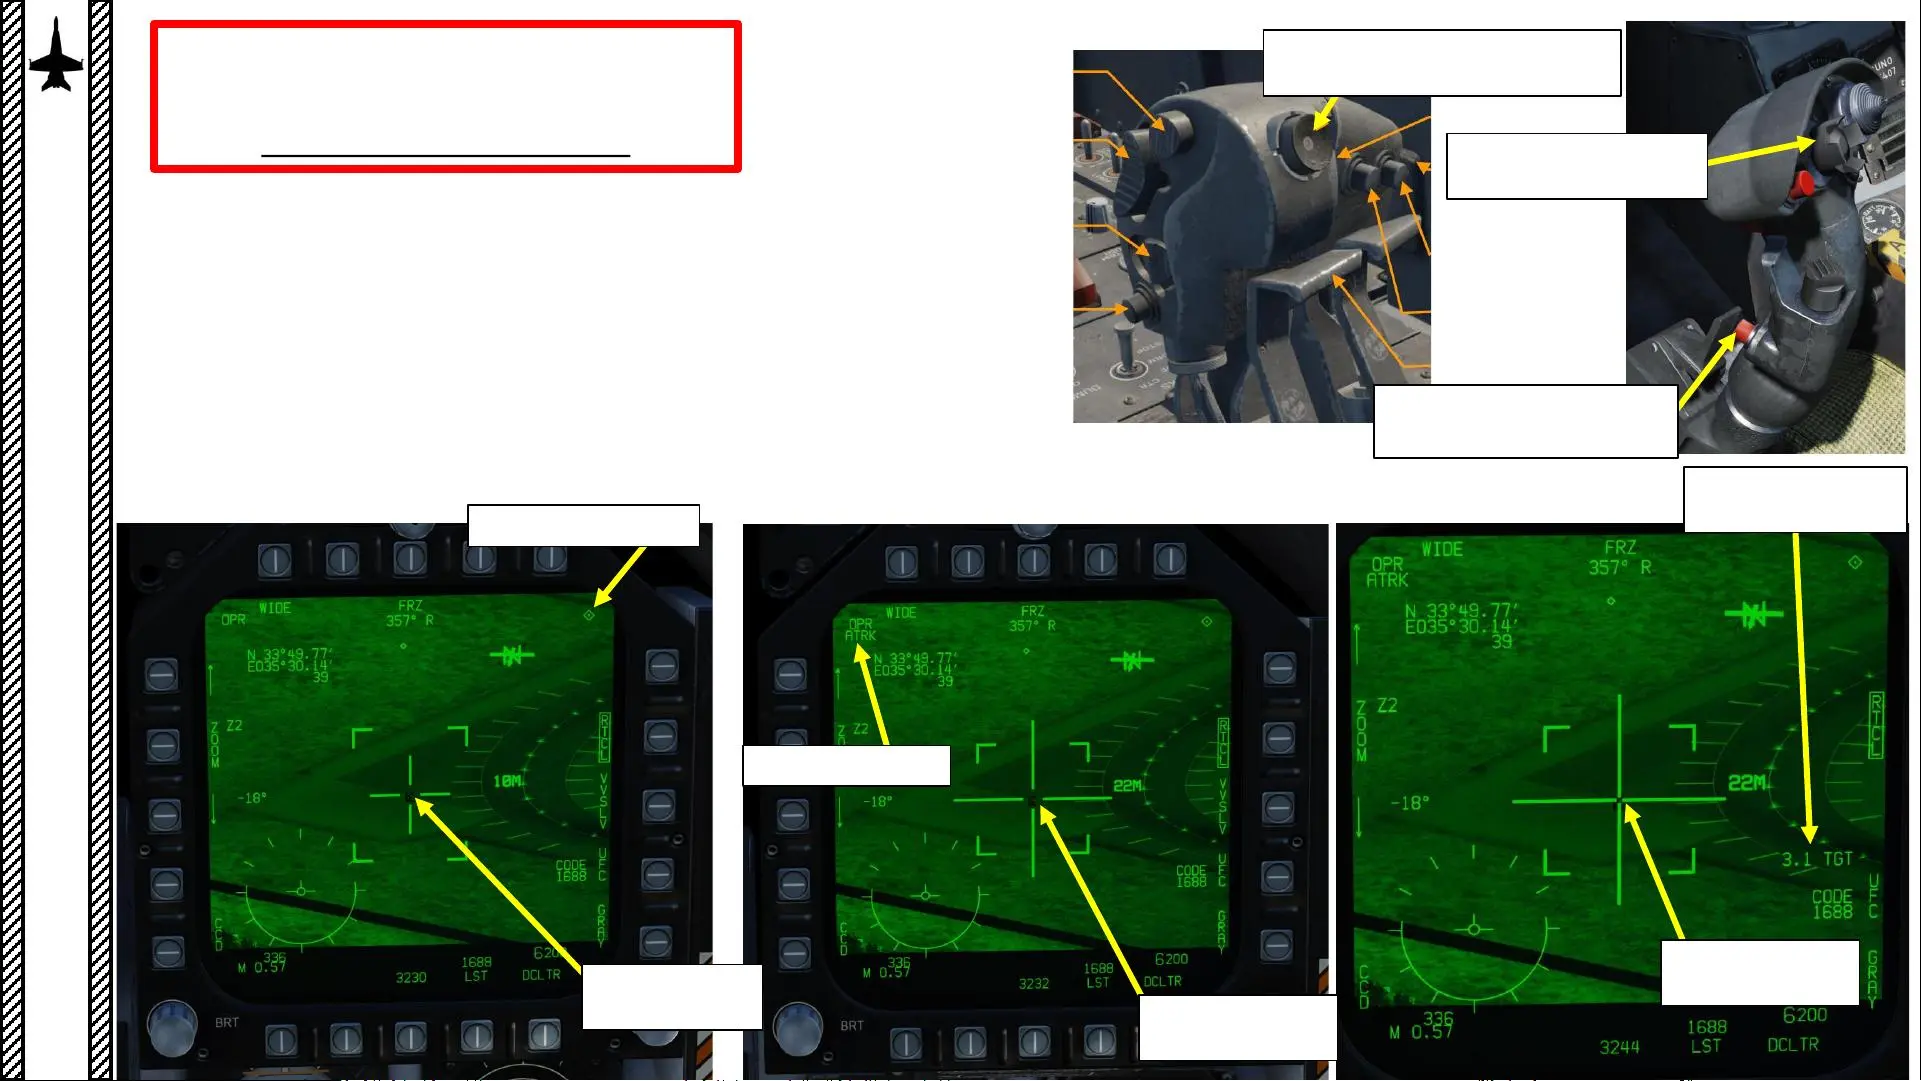 UNO
407
WIDE
OPR
FRZ
357° R
N 33°49.77'
E035°30.14'
39
ZOOM
Z2
RTCL
10M
VVSLV
-18°
CODE
1688
UFC
CCD
GRAY
336
M 0.57
3230
1688
LST
6200
DCLTR
BRT
WIDE
OPR
ATRK
FRZ
357° R
N 33°49.77'
E035°30.14'
39
Z2
RTCL
22M
VVSLV
-18°
CODE
1688
UFC
CCD
GRAY
336
M 0.57
3232
1688
LST
6200
DCLTR
BRT
WIDE
OPR
ATRK
FRZ
357° R
N 33°49.77'
E035°30.14'
39
ZOOM
Z2
RTCL
22M
-18°
3.1 TGT
CODE
1688
UFC
CCD
GRAY
336
M 0.57
3244
1688
LST
6200
DCLTR